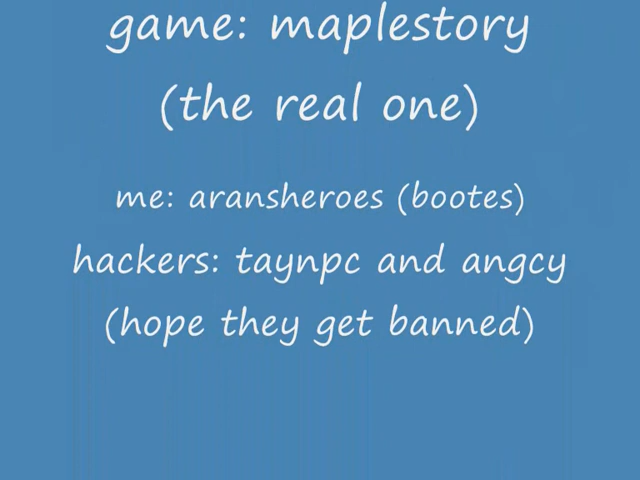 game: maplestory
(the real one)
me: aransheroes (bootes)
hackers: taynpc and angcy
(hope they get banned)